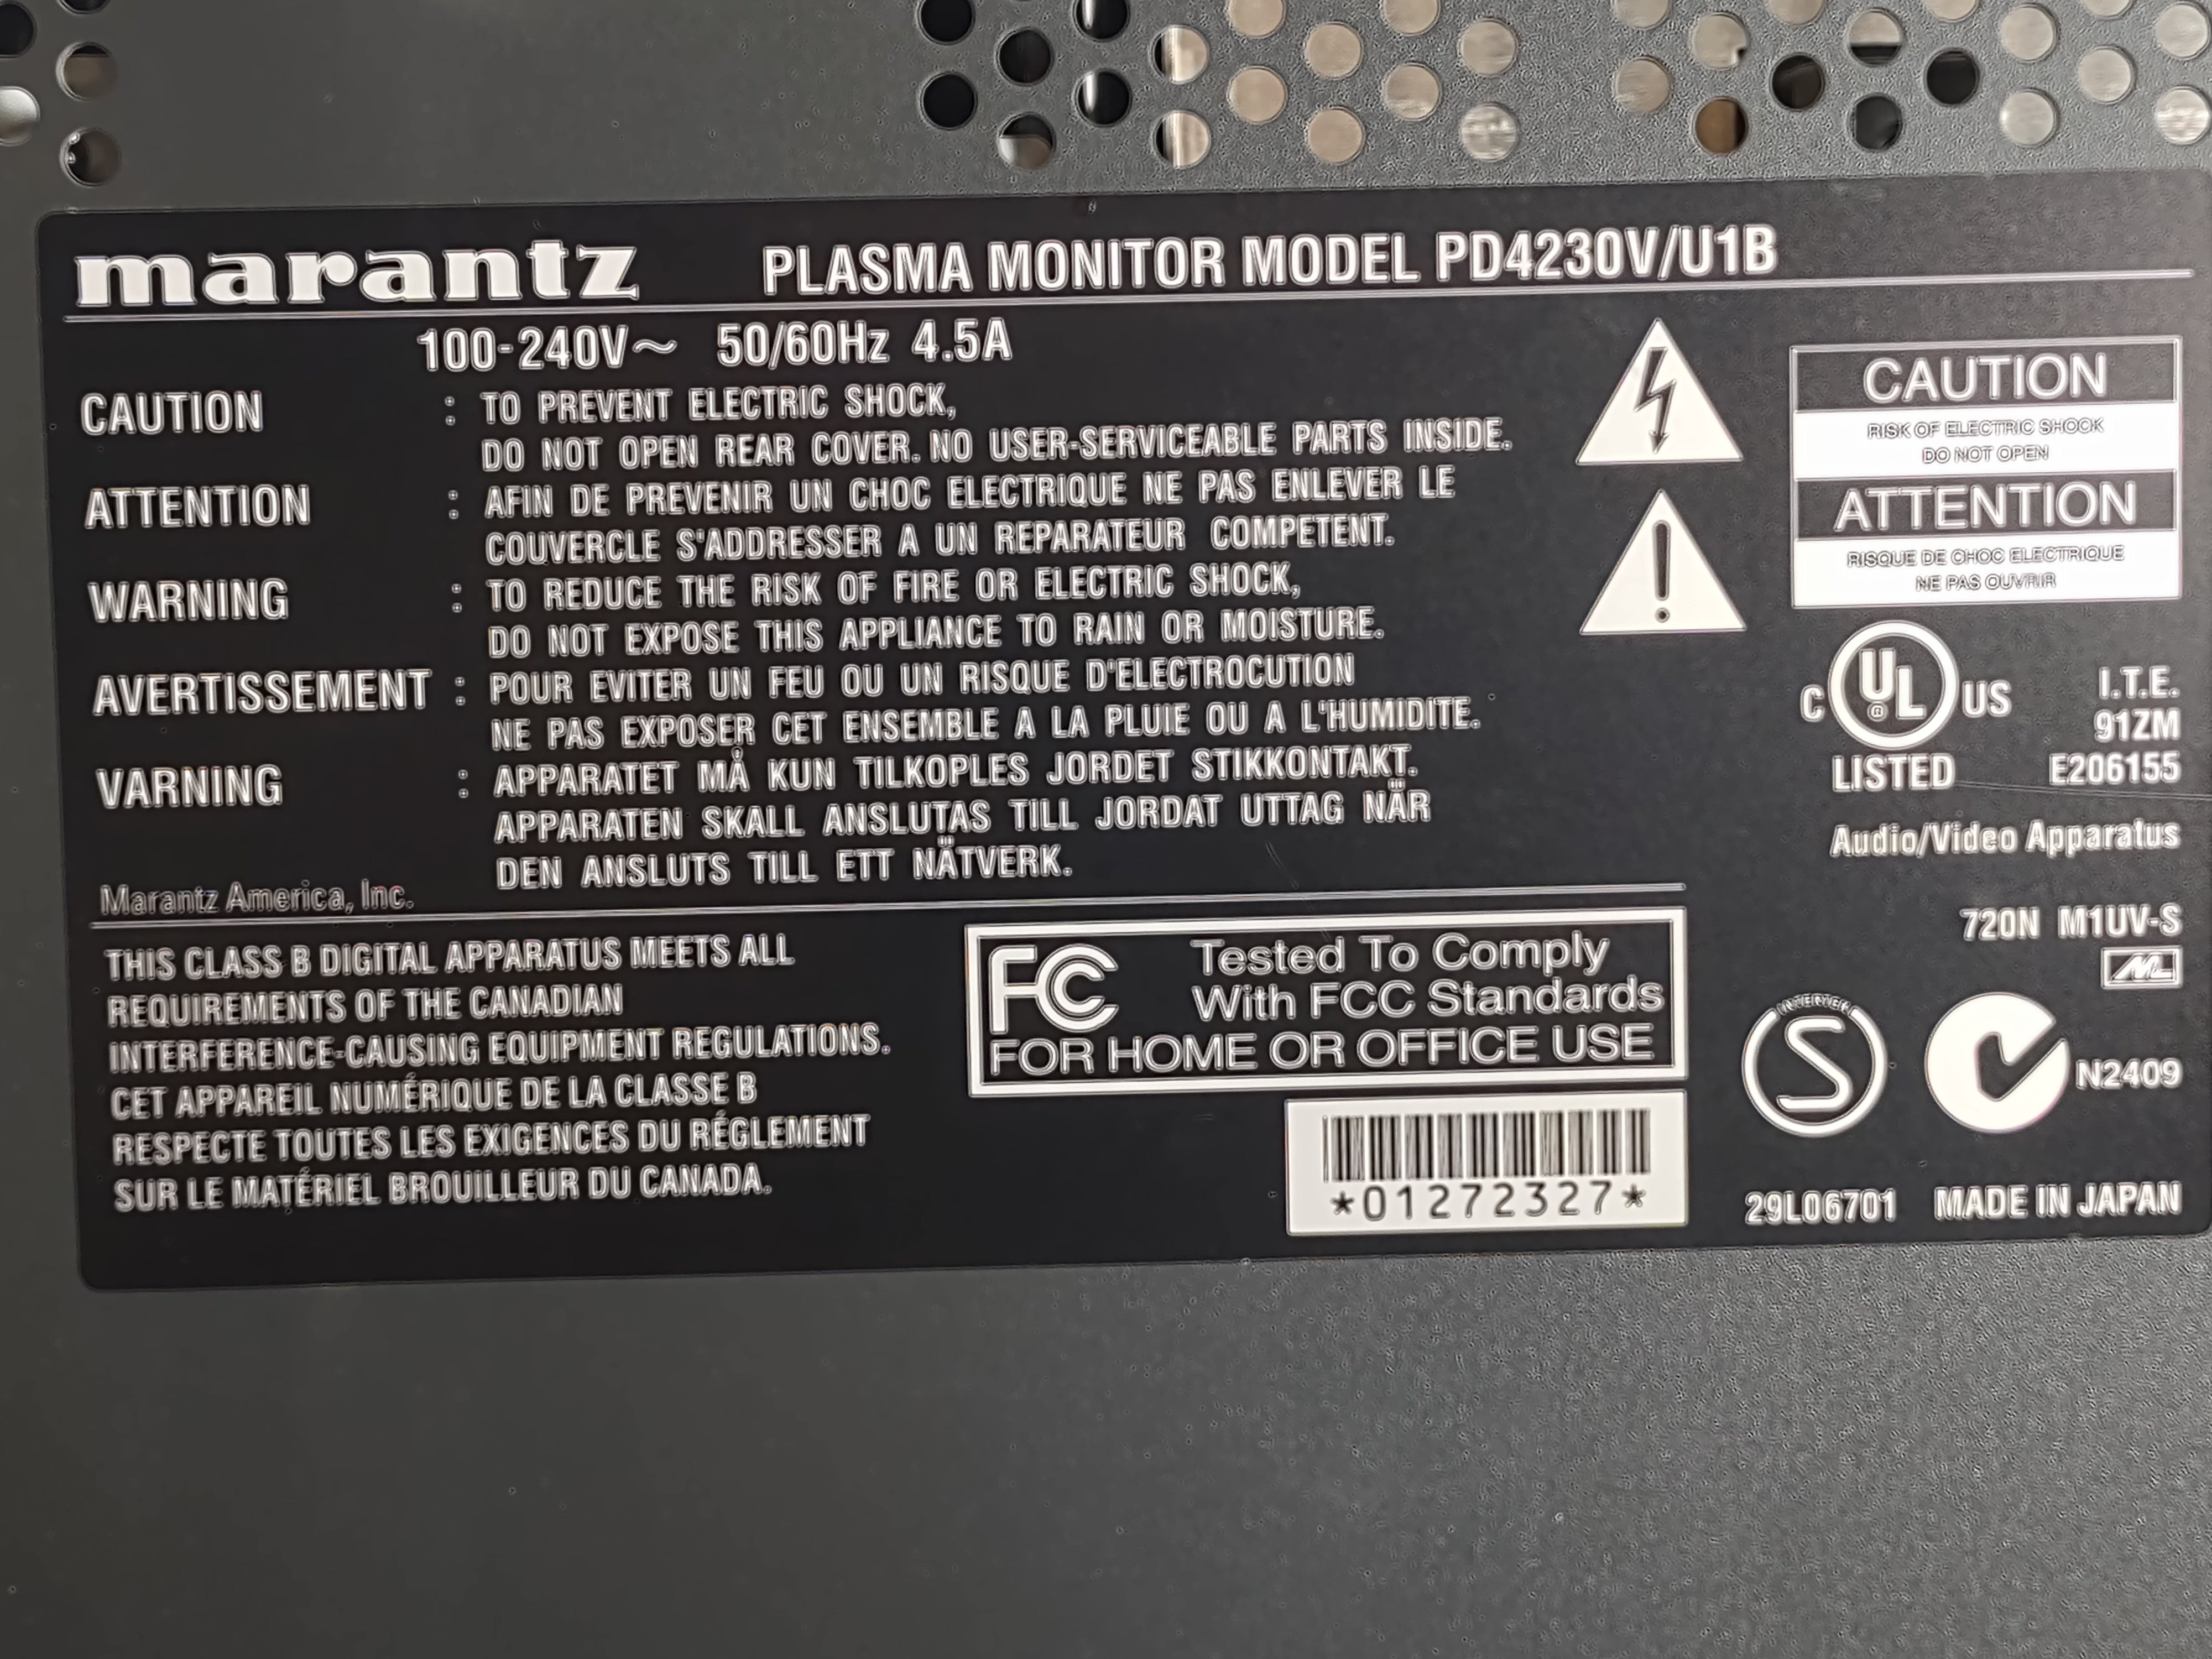 marantz PLASMA MONITOR MODEL PD4230V/U1B
100-240V~ 50/60Hz 4.5A
CAUTION : TO PREVENT ELECTRIC SHOCK,
DO NOT OPEN REAR COVER. NO USER-SERVICEABLE PARTS INSIDE.
ATTENTION : AFIN DE PREVENIR UN CHOC ELECTRIQUE NE PAS ENLEVER LE
COUVERCLE S'ADDRESSER A UN REPARATEUR COMPETENT.
WARNING : TO REDUCE THE RISK OF FIRE OR ELECTRIC SHOCK,
DO NOT EXPOSE THIS APPLIANCE TO RAIN OR MOISTURE.
AVERTISSEMENT : POUR EVITER UN FEU OU UN RISQUE D'ELECTROCUTION
NE PAS EXPOSER CET ENSEMBLE A LA PLUIE OU A L'HUMIDITE.
VARNING : APPARATET MÅ KUN TILKOPLES JORDET STIKKONTAKT.
APPARATEN SKALL ANSLUTAS TILL JORDAT UTTAG NÄR
DEN ANSLUTS TILL ETT NÄTVERK.
Marantz America, Inc.
CAUTION
RISK OF ELECTRIC SHOCK
DO NOT OPEN
ATTENTION
RISQUE DE CHOC ELECTRIQUE
NE PAS OUVRIR
C UL US
LISTED
I.T.E.
91ZM
E206155
Audio/Video Apparatus
720N M1UV-S
ML
THIS CLASS B DIGITAL APPARATUS MEETS ALL
REQUIREMENTS OF THE CANADIAN
INTERFERENCE-CAUSING EQUIPMENT REGULATIONS.
CET APPAREIL NUMÉRIQUE DE LA CLASSE B
RESPECTE TOUTES LES EXIGENCES DU RÉGLEMENT
SUR LE MATÉRIEL BROUILLEUR DU CANADA.
FC Tested To Comply
With FCC Standards
FOR HOME OR OFFICE USE
*01272327*
INTERTEK
S
N2409
29L06701 MADE IN JAPAN